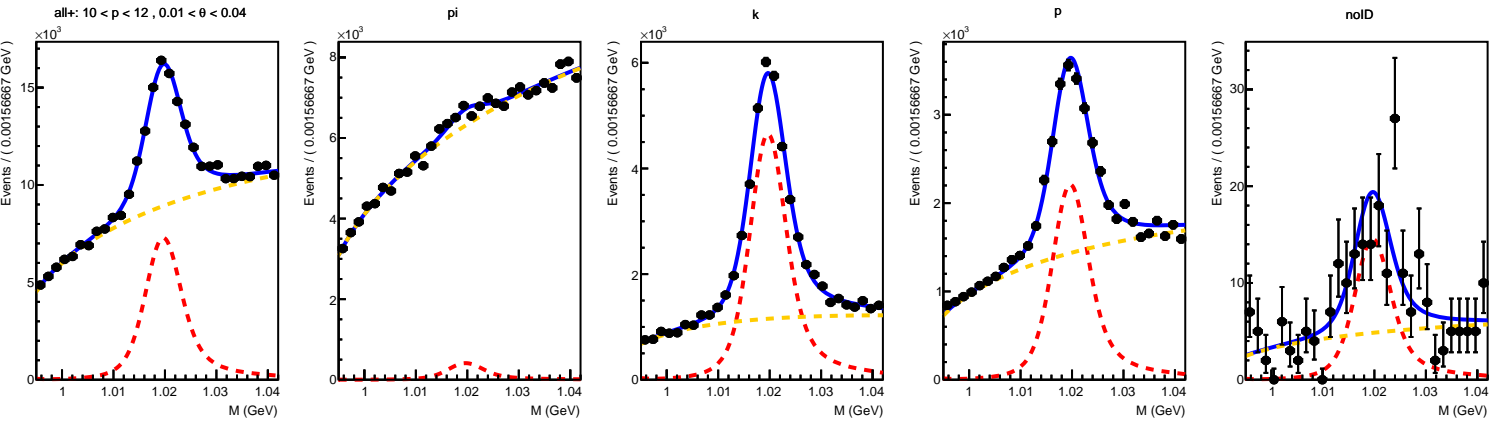 all+: 10 < p < 12 , 0.01 < θ < 0.04
×10³
Events / ( 0.00156667 GeV )
15
10
5
0
1 1.01 1.02 1.03 1.04
M (GeV)
pi
×10³
Events / ( 0.00156667 GeV )
8
6
4
2
0
1 1.01 1.02 1.03 1.04
M (GeV)
k
×10³
Events / ( 0.00156667 GeV )
6
4
2
0
1 1.01 1.02 1.03 1.04
M (GeV)
p
×10³
Events / ( 0.00156667 GeV )
3
2
1
0
1 1.01 1.02 1.03 1.04
M (GeV)
noID
Events / ( 0.00156667 GeV )
30
20
10
0
1 1.01 1.02 1.03 1.04
M (GeV)